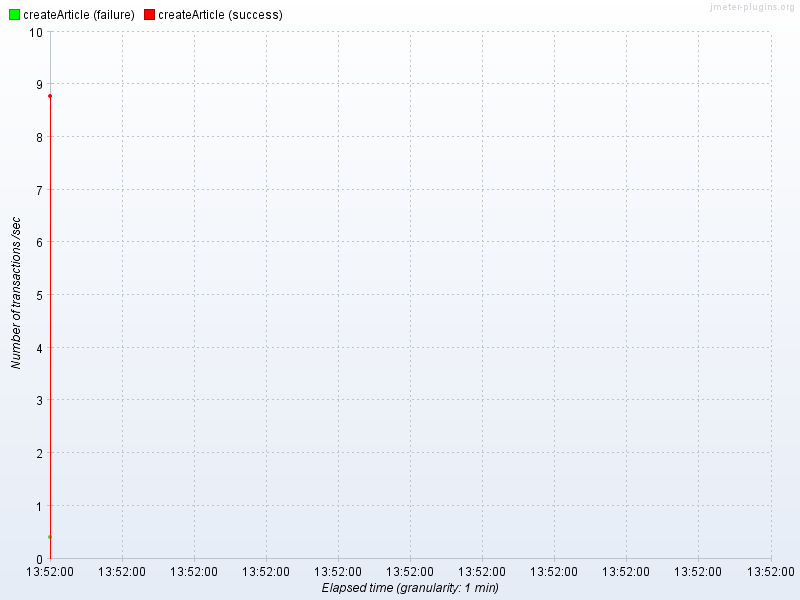 createArticle (failure) createArticle (success)
jmeter-plugins.org
10
9
8
7
6
5
4
3
2
1
0
Number of transactions /sec
13:52:00 13:52:00 13:52:00 13:52:00 13:52:00 13:52:00 13:52:00 13:52:00 13:52:00 13:52:00 13:52:00
Elapsed time (granularity: 1 min)